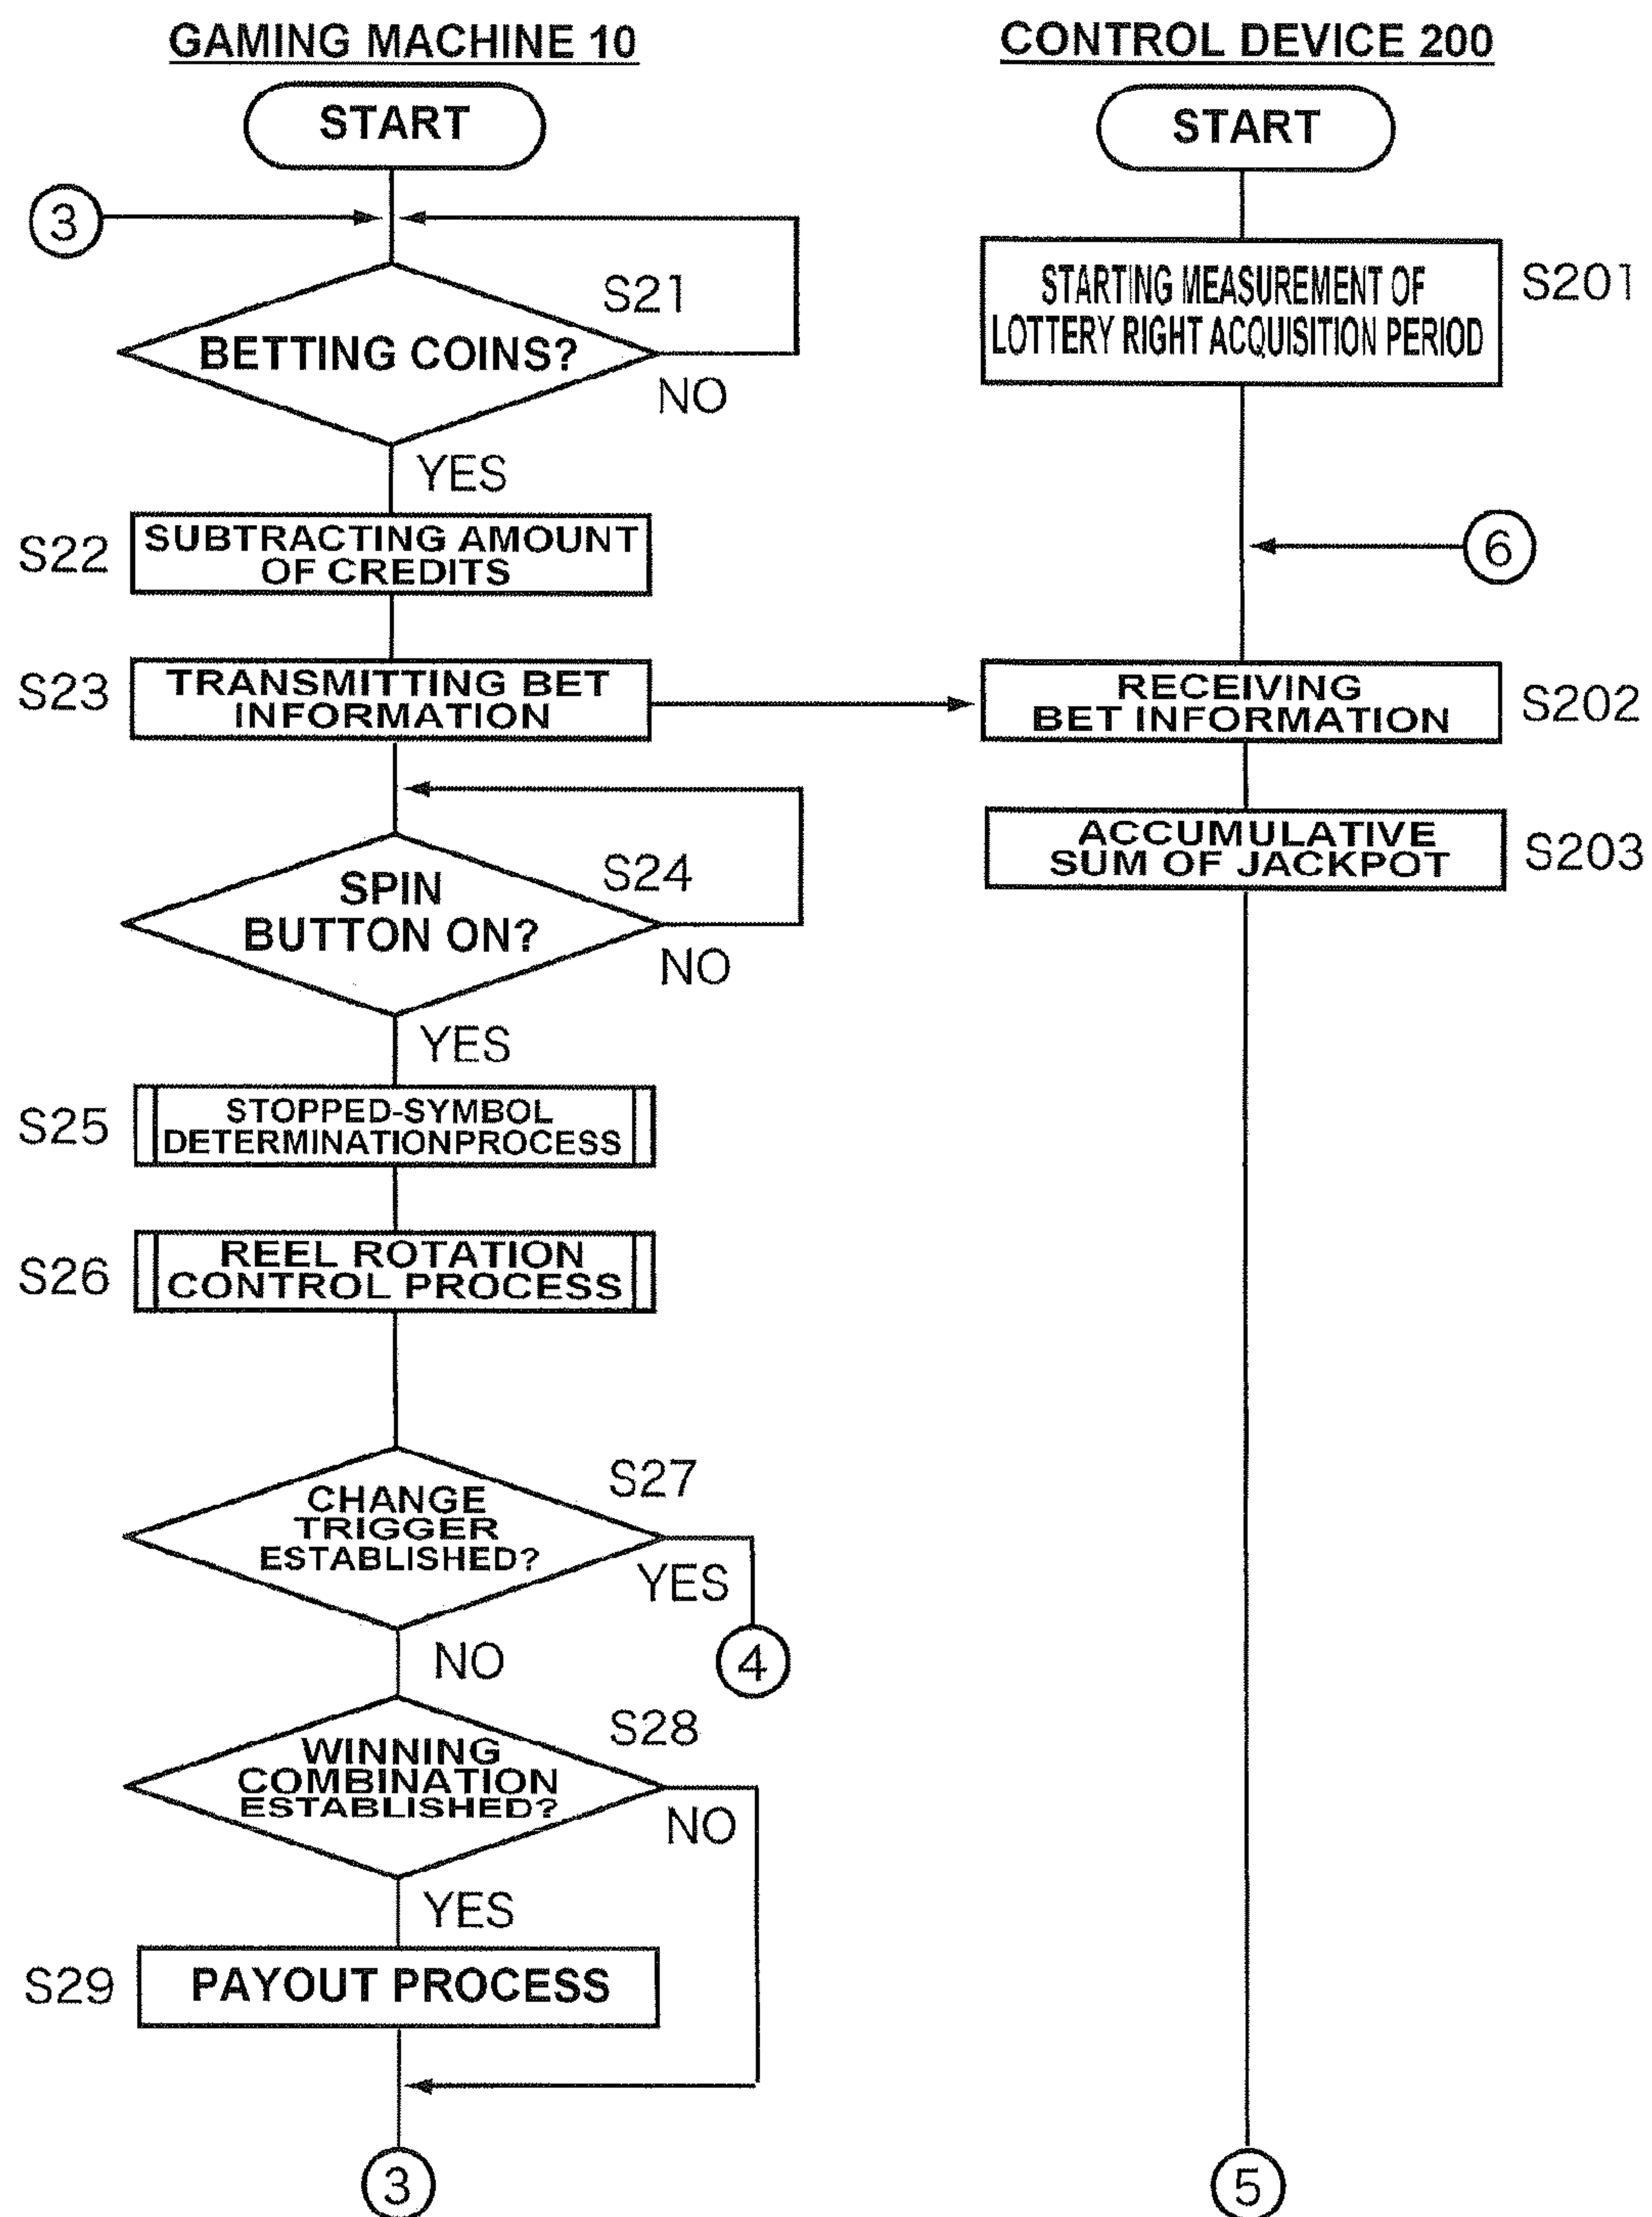 GAMING MACHINE 10
START
3
S21
BETTING COINS?
NO
YES
S22
SUBTRACTING AMOUNT
OF CREDITS
S23
TRANSMITTING BET
INFORMATION
S24
SPIN
BUTTON ON?
NO
YES
S25
STOPPED-SYMBOL
DETERMINATIONPROCESS
S26
REEL ROTATION
CONTROL PROCESS
S27
CHANGE
TRIGGER
ESTABLISHED?
YES
4
NO
S28
WINNING
COMBINATION
ESTABLISHED?
NO
YES
S29
PAYOUT PROCESS
3
CONTROL DEVICE 200
START
STARTING MEASUREMENT OF
LOTTERY RIGHT ACQUISITION PERIOD
S201
6
RECEIVING
BET INFORMATION
S202
ACCUMULATIVE
SUM OF JACKPOT
S203
5